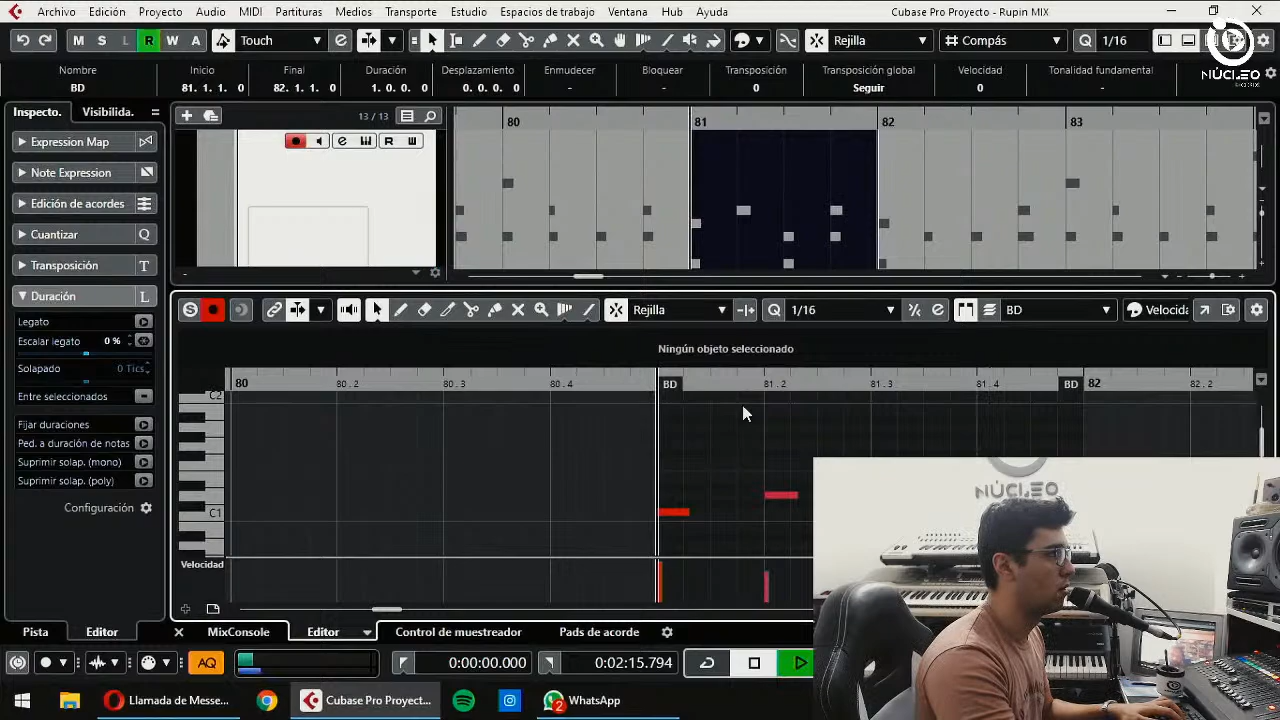 Archivo Edición Proyecto Audio MIDI Partituras Medios Transporte Estudio Espacios de trabajo Ventana Hub Ayuda Cubase Pro Proyecto - Rupin MIX
M S L R W A Touch Rejilla Compás Q 1/16
NÚCLEO
Nombre Inicio Final Duración Desplazamiento Enmudecer Bloquear Transposición Transposición global Velocidad Tonalidad fundamental
BD 81. 1. 1. 0 82. 1. 1. 0 1. 0. 0. 0 0. 0. 0. 0 - - 0 Seguir 0 -
Inspecto. Visibilida. 13 / 13 80 81 82 83
Expression Map
Note Expression
Edición de acordes
Cuantizar Q
Transposición T
Duración L
Legato
Escalar legato 0 %
Solapado 0 Tics
Entre seleccionados
Fijar duraciones
Ped. a duración de notas
Suprimir solap. (mono)
Suprimir solap. (poly)
Configuración
S Rejilla Q 1/16 BD Velocida
Ningún objeto seleccionado
80 80.2 80.3 80.4 BD 81.2 81.3 81.4 BD 82 82.2
C2
C1
Velocidad
NÚCLEO
Pista Editor MixConsole Editor Control de muestreador Pads de acorde
AQ 0:00:00.000 0:02:15.794
Llamada de Messe... Cubase Pro Proyect... 2 WhatsApp